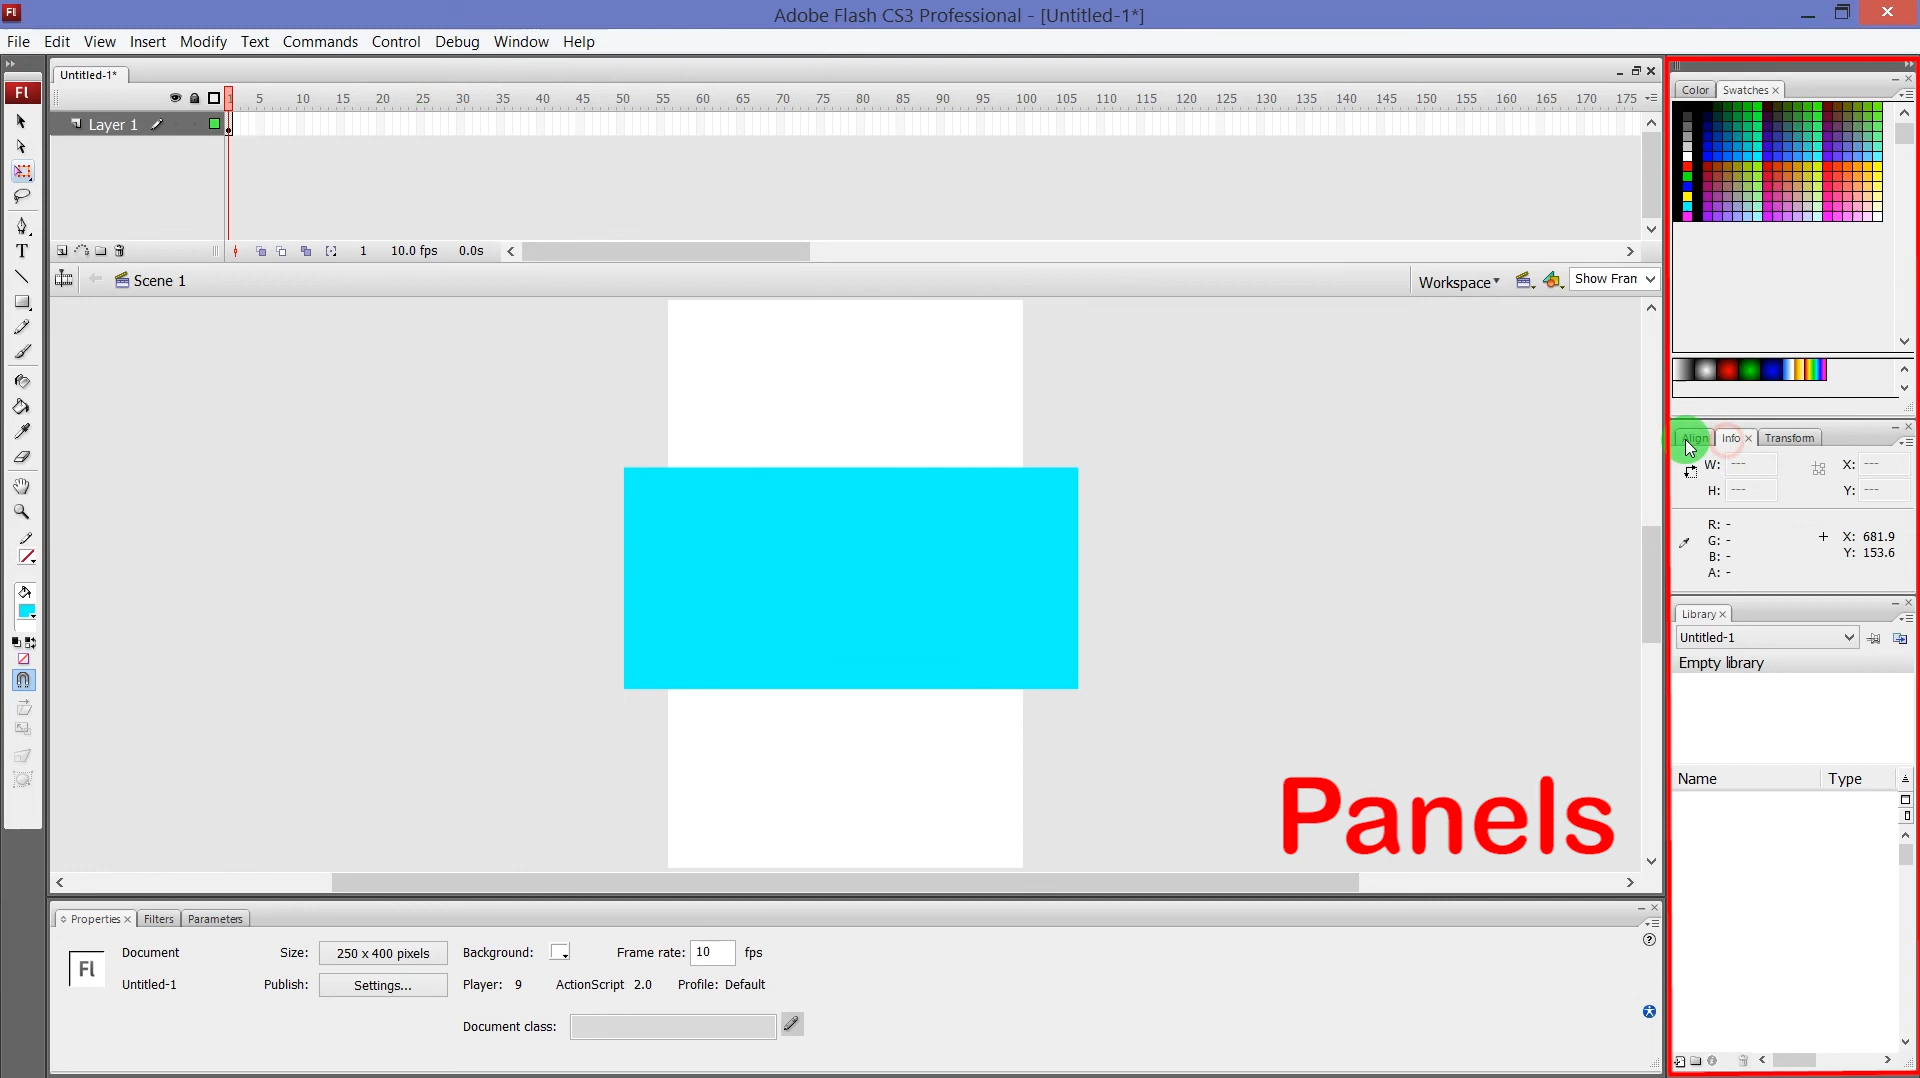 Adobe Flash CS3 Professional - [Untitled-1*]
File Edit View Insert Modify Text Commands Control Debug Window Help
Untitled-1*
1 5 10 15 20 25 30 35 40 45 50 55 60 65 70 75 80 85 90 95 100 105 110 115 120 125 130 135 140 145 150 155 160 165 170 175
Layer 1
1 10.0 fps 0.0s
Scene 1
Workspace Show Fran
Fl
T
Color Swatches
Align Info Transform
W: --- X: ---
H: --- Y: ---
R: -
G: - X: 681.9
B: - Y: 153.6
A: -
Library
Untitled-1
Empty library
Name Type
Panels
Properties Filters Parameters
Fl
Document Size: 250 x 400 pixels Background: Frame rate: 10 fps
Untitled-1 Publish: Settings... Player: 9 ActionScript 2.0 Profile: Default
Document class: